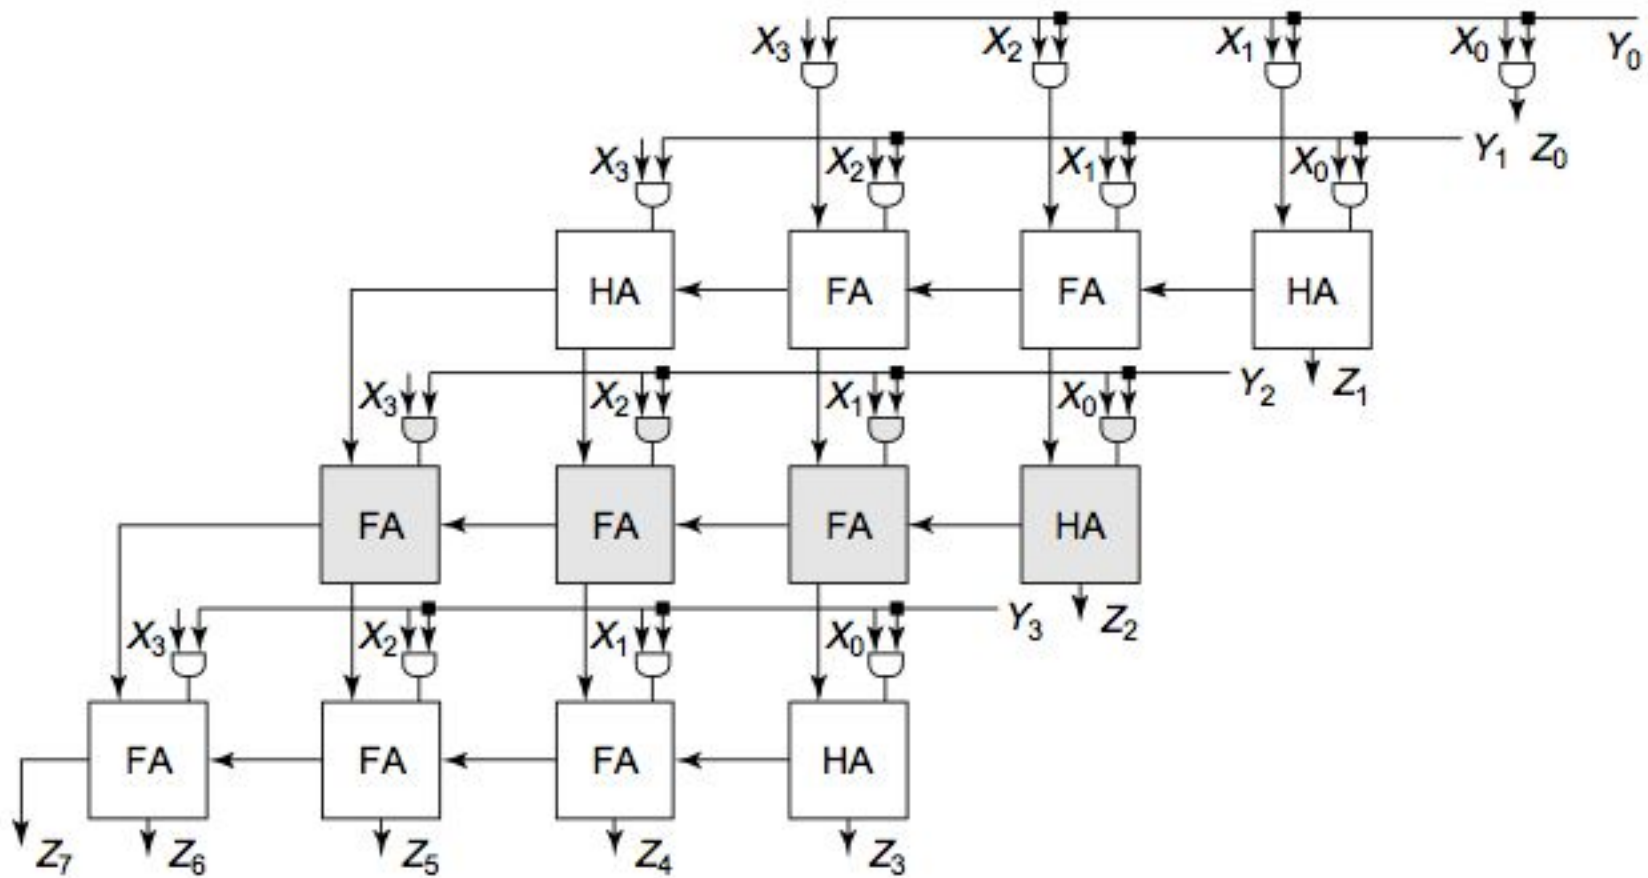 X3 X2 X1 X0 Y0
X3 X2 X1 X0 Y1 Z0
HA FA FA HA
X3 X2 X1 X0 Y2 Z1
FA FA FA HA
X3 X2 X1 X0 Y3 Z2
FA FA FA HA
Z7 Z6 Z5 Z4 Z3